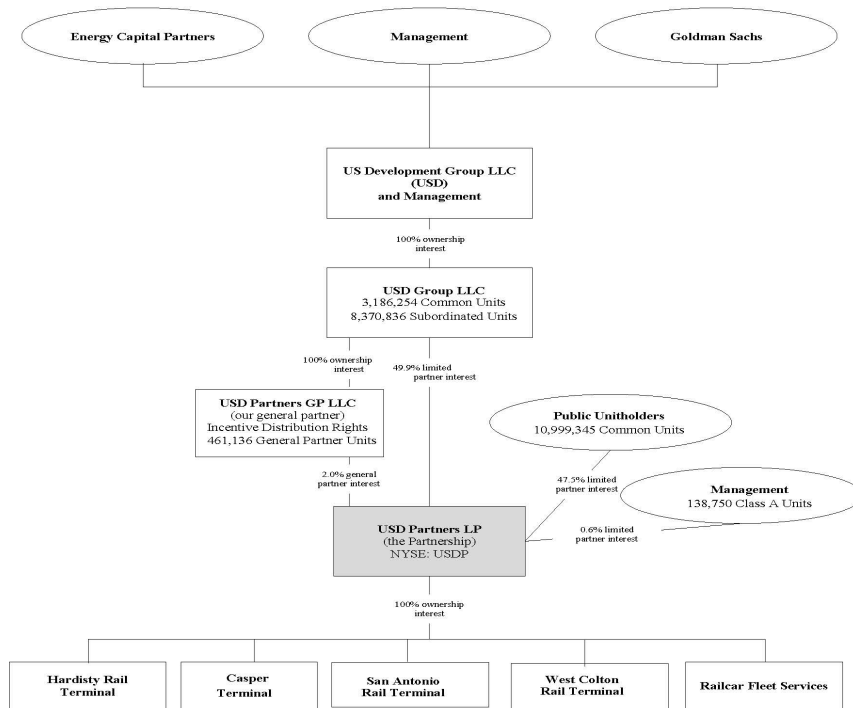 Energy Capital Partners
Management
Goldman Sachs
US Development Group LLC
(USD)
and Management
100% ownership
interest
USD Group LLC
3,186,254 Common Units
8,370,836 Subordinated Units
100% ownership
interest
49.9% limited
partner interest
USD Partners GP LLC
(our general partner)
Incentive Distribution Rights
461,136 General Partner Units
Public Unitholders
10,999,345 Common Units
2.0% general
partner interest
47.5% limited
partner interest
Management
138,750 Class A Units
USD Partners LP
(the Partnership)
NYSE: USDP
0.6% limited
partner interest
100% ownership
interest
Hardisty Rail
Terminal
Casper
Terminal
San Antonio
Rail Terminal
West Colton
Rail Terminal
Railcar Fleet Services